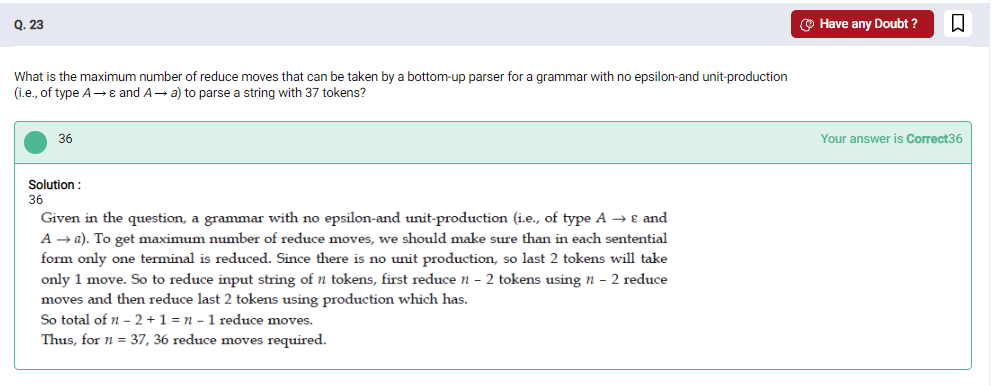 Q. 23
Have any Doubt ?
What is the maximum number of reduce moves that can be taken by a bottom-up parser for a grammar with no epsilon-and unit-production
(i.e., of type A → ε and A → a) to parse a string with 37 tokens?
36
Your answer is Correct36
Solution :
36
Given in the question, a grammar with no epsilon-and unit-production (i.e., of type A → ε and
A → a). To get maximum number of reduce moves, we should make sure than in each sentential
form only one terminal is reduced. Since there is no unit production, so last 2 tokens will take
only 1 move. So to reduce input string of n tokens, first reduce n – 2 tokens using n – 2 reduce
moves and then reduce last 2 tokens using production which has.
So total of n – 2 + 1 = n – 1 reduce moves.
Thus, for n = 37, 36 reduce moves required.